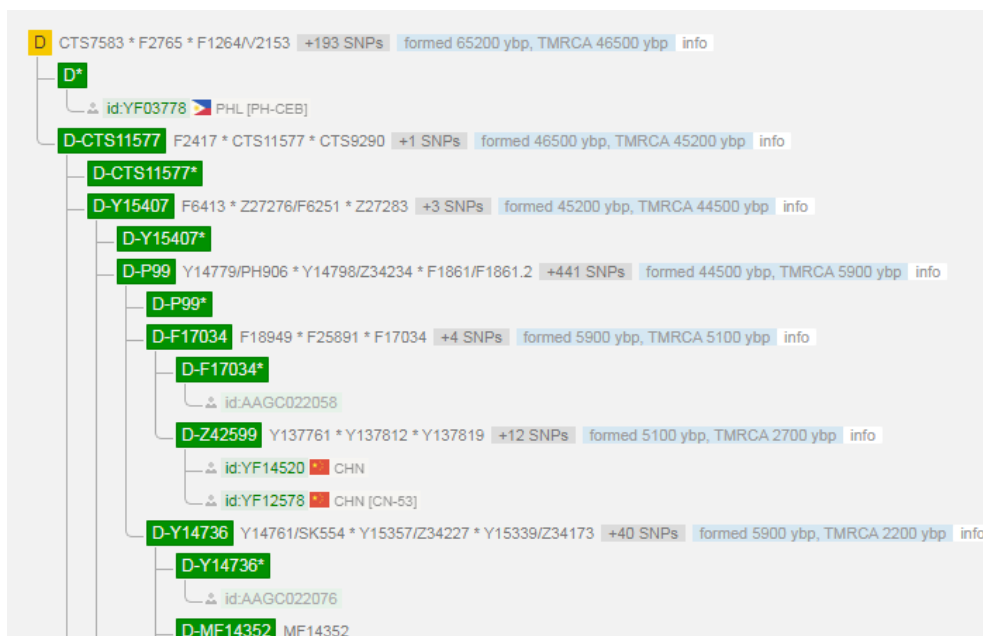 D CTS7583 * F2765 * F1264/V2153 +193 SNPs formed 65200 ybp, TMRCA 46500 ybp info
D*
id:YF03778 PHL [PH-CEB]
D-CTS11577 F2417 * CTS11577 * CTS9290 +1 SNPs formed 46500 ybp, TMRCA 45200 ybp info
D-CTS11577*
D-Y15407 F6413 * Z27276/F6251 * Z27283 +3 SNPs formed 45200 ybp, TMRCA 44500 ybp info
D-Y15407*
D-P99 Y14779/PH906 * Y14798/Z34234 * F1861/F1861.2 +441 SNPs formed 44500 ybp, TMRCA 5900 ybp info
D-P99*
D-F17034 F18949 * F25891 * F17034 +4 SNPs formed 5900 ybp, TMRCA 5100 ybp info
D-F17034*
id:AAGC022058
D-Z42599 Y137761 * Y137812 * Y137819 +12 SNPs formed 5100 ybp, TMRCA 2700 ybp info
id:YF14520 CHN
id:YF12578 CHN [CN-53]
D-Y14736 Y14761/SK554 * Y15357/Z34227 * Y15339/Z34173 +40 SNPs formed 5900 ybp, TMRCA 2200 ybp info
D-Y14736*
id:AAGC022076
D-MF14352 MF14352